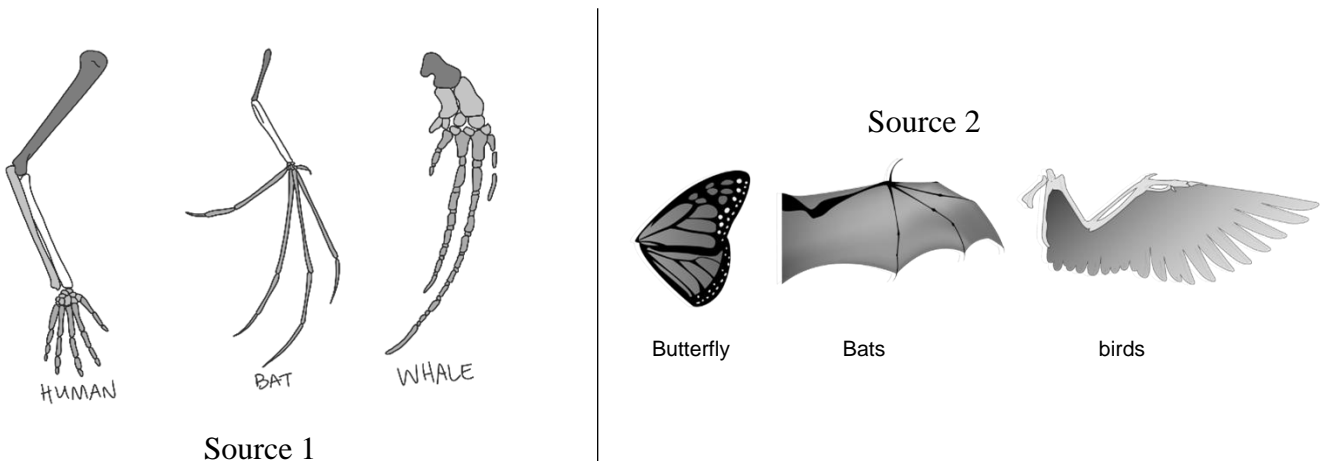 HUMAN
BAT
WHALE
Source 1
Source 2
Butterfly
Bats
birds